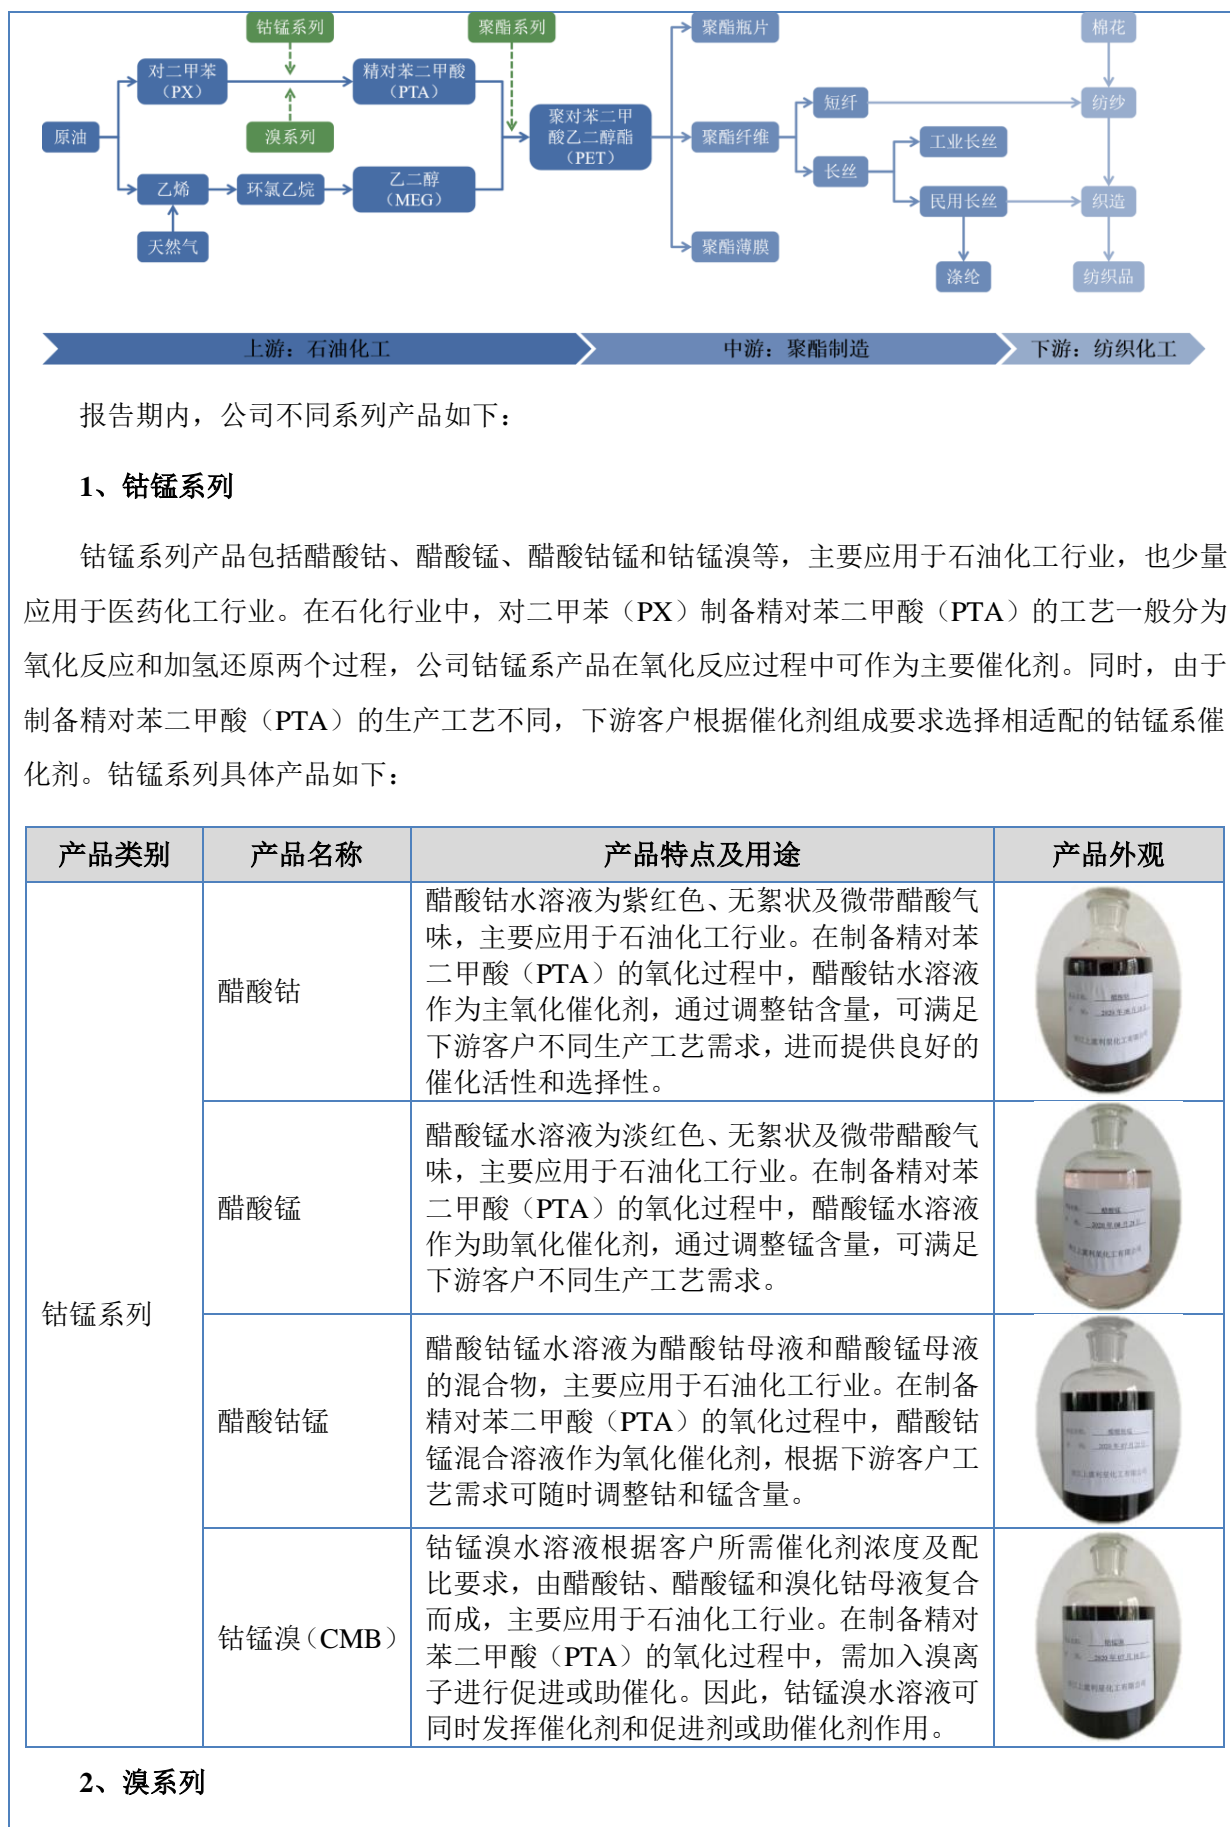 钴锰系列
聚酯系列
聚酯瓶片
棉花
对二甲苯
（PX）
精对苯二甲酸
（PTA）
短纤
纺纱
原油
溴系列
聚对苯二甲
酸乙二醇酯
（PET）
聚酯纤维
工业长丝
长丝
乙烯
环氯乙烷
乙二醇
（MEG）
民用长丝
织造
天然气
聚酯薄膜
涤纶
纺织品
上游：石油化工
中游：聚酯制造
下游：纺织化工
报告期内，公司不同系列产品如下：
1、钴锰系列
钴锰系列产品包括醋酸钴、醋酸锰、醋酸钴锰和钴锰溴等，主要应用于石油化工行业，也少量
应用于医药化工行业。在石化行业中，对二甲苯（PX）制备精对苯二甲酸（PTA）的工艺一般分为
氧化反应和加氢还原两个过程，公司钴锰系产品在氧化反应过程中可作为主要催化剂。同时，由于
制备精对苯二甲酸（PTA）的生产工艺不同，下游客户根据催化剂组成要求选择相适配的钴锰系催
化剂。钴锰系列具体产品如下：
产品类别 产品名称 产品特点及用途 产品外观
钴锰系列
醋酸钴
醋酸钴水溶液为紫红色、无絮状及微带醋酸气
味，主要应用于石油化工行业。在制备精对苯
二甲酸（PTA）的氧化过程中，醋酸钴水溶液
作为主氧化催化剂，通过调整钴含量，可满足
下游客户不同生产工艺需求，进而提供良好的
催化活性和选择性。
醋酸钴
2020年08月18日
醋酸锰
醋酸锰水溶液为淡红色、无絮状及微带醋酸气
味，主要应用于石油化工行业。在制备精对苯
二甲酸（PTA）的氧化过程中，醋酸锰水溶液
作为助氧化催化剂，通过调整锰含量，可满足
下游客户不同生产工艺需求。
醋酸锰
醋酸钴锰
醋酸钴锰水溶液为醋酸钴母液和醋酸锰母液
的混合物，主要应用于石油化工行业。在制备
精对苯二甲酸（PTA）的氧化过程中，醋酸钴
锰混合溶液作为氧化催化剂，根据下游客户工
艺需求可随时调整钴和锰含量。
醋酸钴锰
钴锰溴（CMB）
钴锰溴水溶液根据客户所需催化剂浓度及配
比要求，由醋酸钴、醋酸锰和溴化钴母液复合
而成，主要应用于石油化工行业。在制备精对
苯二甲酸（PTA）的氧化过程中，需加入溴离
子进行促进或助催化。因此，钴锰溴水溶液可
同时发挥催化剂和促进剂或助催化剂作用。
钴锰溴
2、溴系列